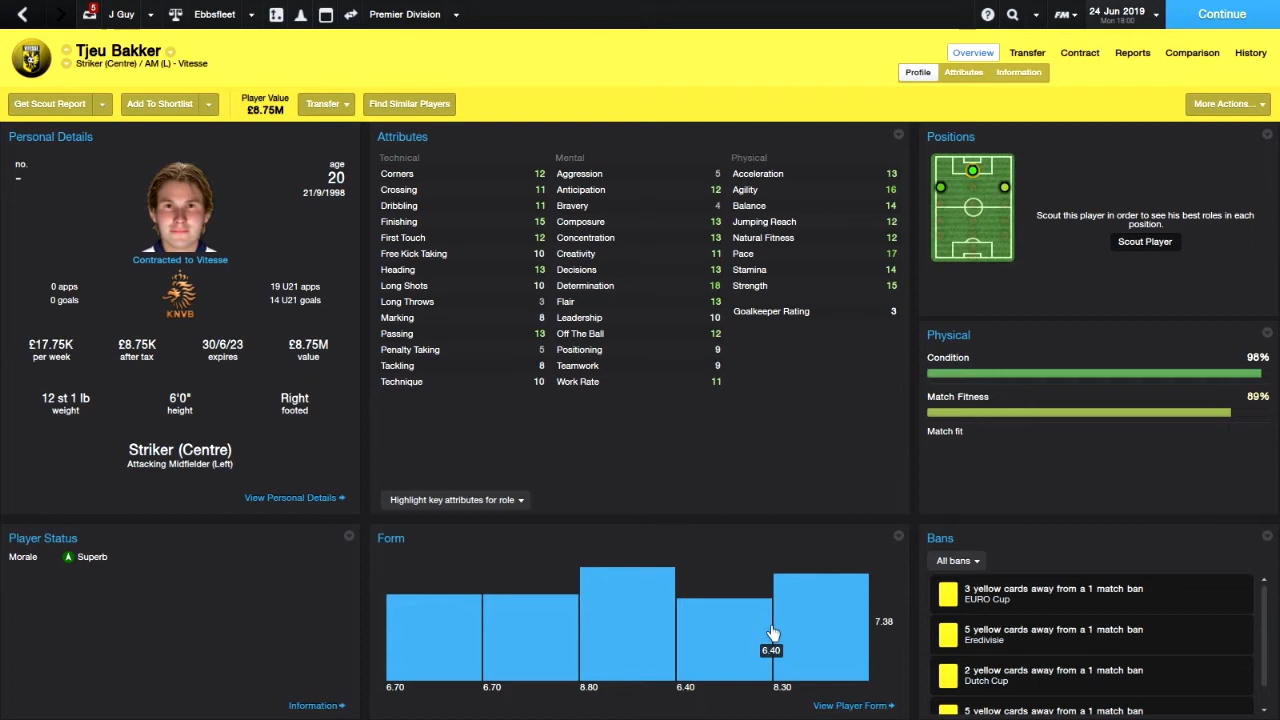 5
J Guy
Ebbsfleet
Premier Division
FM
24 Jun 2019
Mon 18:00
Continue
Tjeu Bakker
Striker (Centre) / AM (L) - Vitesse
Overview Transfer Contract Reports Comparison History
Profile Attributes Information
Get Scout Report
Add To Shortlist
Player Value
£8.75M
Transfer
Find Similar Players
More Actions...
Personal Details
no.
-
age
20
21/9/1998
Contracted to Vitesse
0 apps
0 goals
KNVB
19 U21 apps
14 U21 goals
£17.75K £8.75K 30/6/23 £8.75M
per week after tax expires value
12 st 1 lb 6'0" Right
weight height footed
Striker (Centre)
Attacking Midfielder (Left)
View Personal Details
Attributes
Technical Mental Physical
Corners 12 Aggression 5 Acceleration 13
Crossing 11 Anticipation 12 Agility 16
Dribbling 11 Bravery 4 Balance 14
Finishing 15 Composure 13 Jumping Reach 12
First Touch 12 Concentration 13 Natural Fitness 12
Free Kick Taking 10 Creativity 11 Pace 17
Heading 13 Decisions 13 Stamina 14
Long Shots 10 Determination 18 Strength 15
Long Throws 3 Flair 13
Goalkeeper Rating 3
Marking 8 Leadership 10
Passing 13 Off The Ball 12
Penalty Taking 5 Positioning 9
Tackling 8 Teamwork 9
Technique 10 Work Rate 11
Highlight key attributes for role
Positions
Scout this player in order to see his best roles in each
position.
Scout Player
Physical
Condition 98%
Match Fitness 89%
Match fit
Player Status
Morale Superb
Information
Form
7.38
6.40
6.70 6.70 8.80 6.40 8.30
View Player Form
Bans
All bans
3 yellow cards away from a 1 match ban
EURO Cup
5 yellow cards away from a 1 match ban
Eredivisie
2 yellow cards away from a 1 match ban
Dutch Cup
5 yellow cards away from a 1 match ban